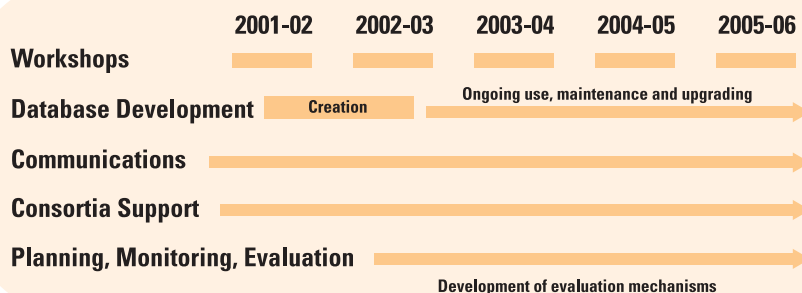 2001-02 2002-03 2003-04 2004-05 2005-06
Workshops
Ongoing use, maintenance and upgrading
Database Development Creation
Communications
Consortia Support
Planning, Monitoring, Evaluation
Development of evaluation mechanisms